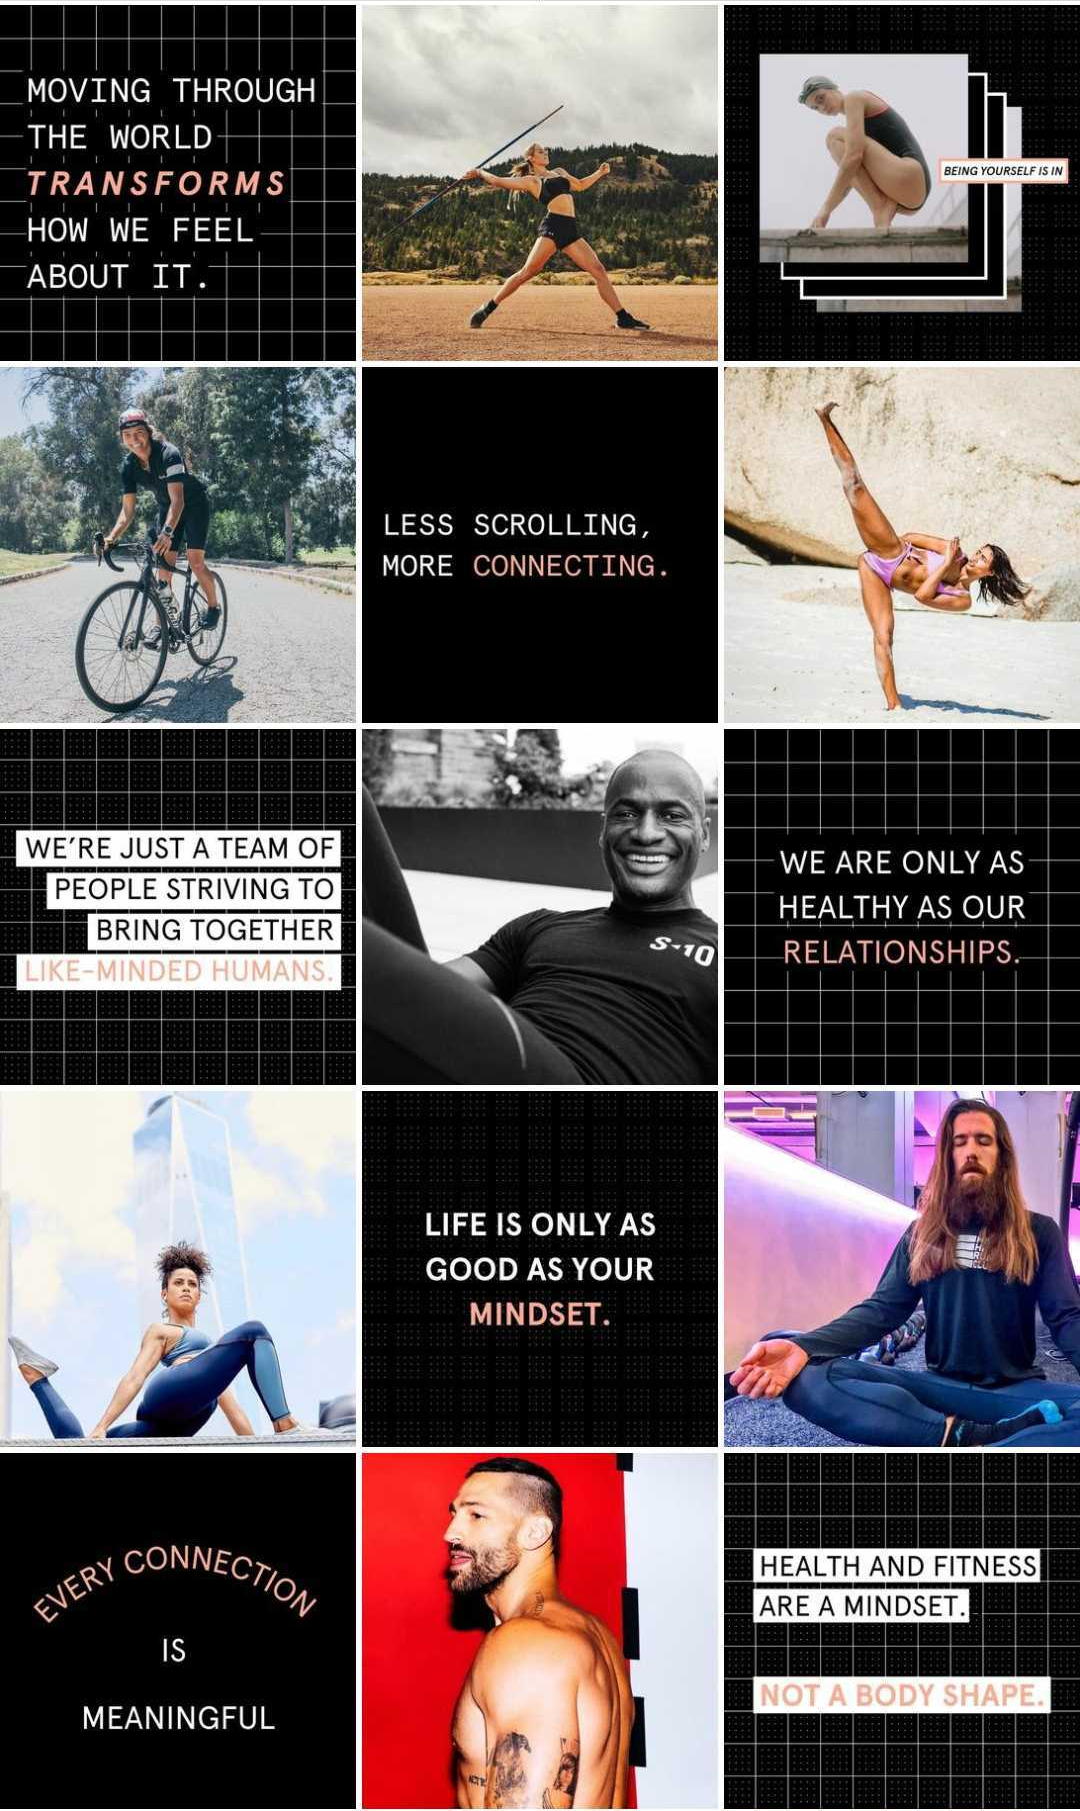 MOVING THROUGH
THE WORLD
TRANSFORMS
HOW WE FEEL
ABOUT IT.
BEING YOURSELF IS IN
LESS SCROLLING,
MORE CONNECTING.
WE'RE JUST A TEAM OF
PEOPLE STRIVING TO
BRING TOGETHER
LIKE-MINDED HUMANS.
S-10
WE ARE ONLY AS
HEALTHY AS OUR
RELATIONSHIPS.
LIFE IS ONLY AS
GOOD AS YOUR
MINDSET.
EVERY CONNECTION
IS
MEANINGFUL
HEALTH AND FITNESS
ARE A MINDSET.
NOT A BODY SHAPE.